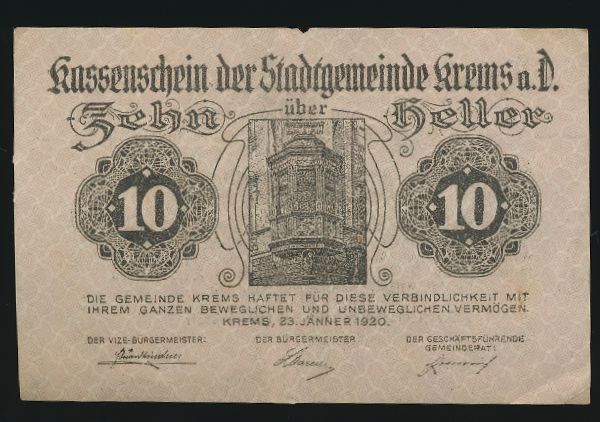 Kassenschein der Stadtgemeinde Krems a. D.
über
Zehn Heller
10 10
DIE GEMEINDE KREMS HAFTET FÜR DIESE VERBINDLICHKEIT MIT
IHREM GANZEN BEWEGLICHEN UND UNBEWEGLICHEN VERMÖGEN.
KREMS, 23. JÄNNER 1920.
DER VIZE-BÜRGERMEISTER: DER BÜRGERMEISTER DER GESCHÄFTSFÜHRENDE
GEMEINDERAT: